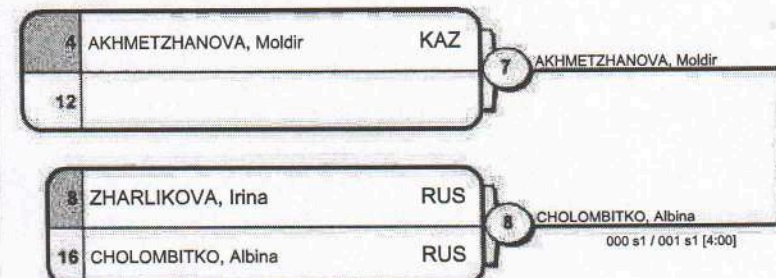 4 AKHMETZHANOVA, Moldir KAZ
12
7 AKHMETZHANOVA, Moldir
8 ZHARLIKOVA, Irina RUS
16 CHOLOMBITKO, Albina RUS
8 CHOLOMBITKO, Albina
000 s1 / 001 s1 [4:00]